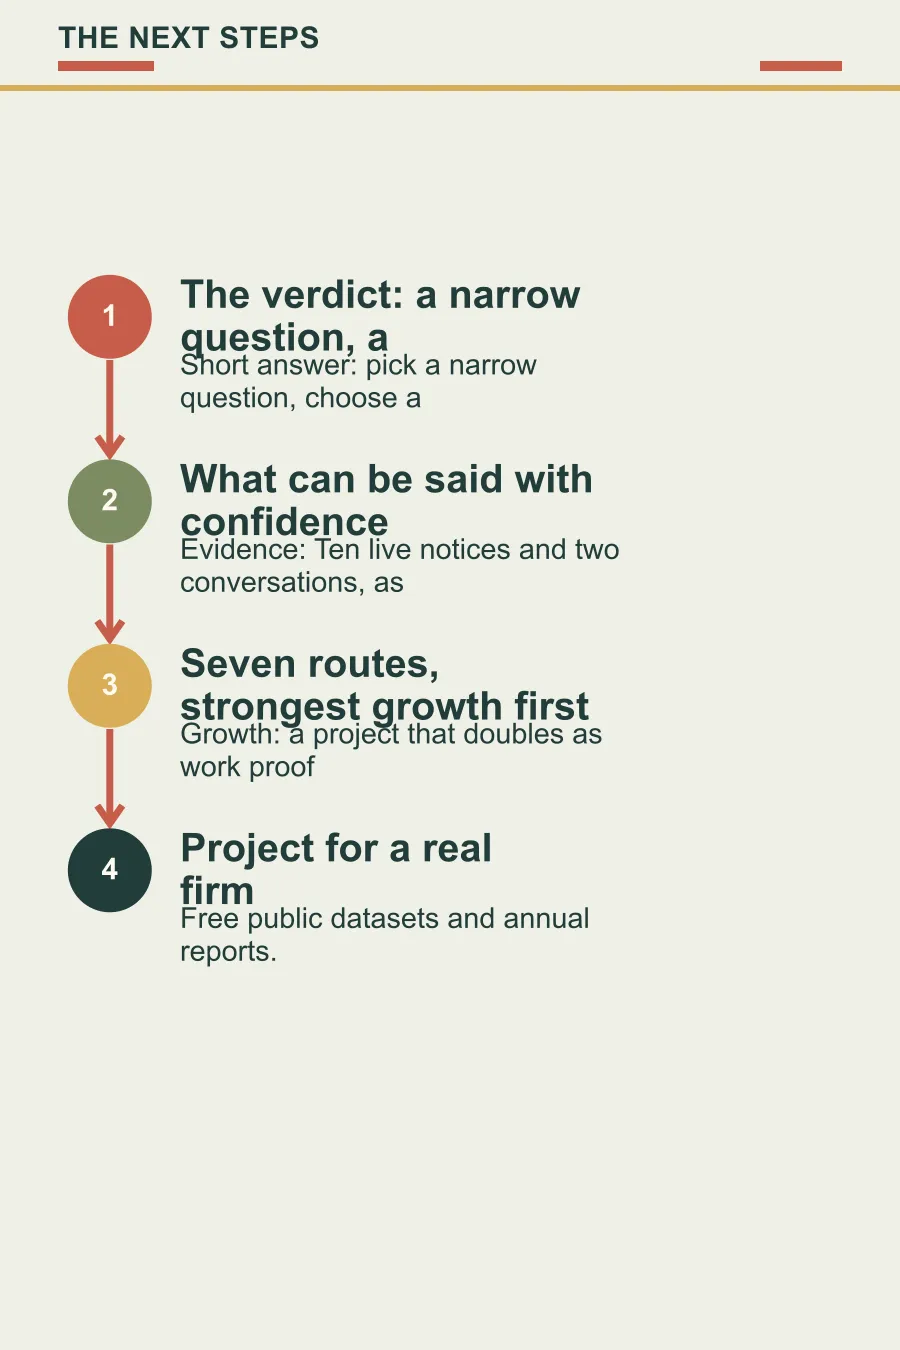 THE NEXT STEPS
1
The verdict: a narrow
question, a
Short answer: pick a narrow
question, choose a
2
What can be said with
confidence
Evidence: Ten live notices and two
conversations, as
3
Seven routes,
strongest growth first
Growth: a project that doubles as
work proof
4
Project for a real
firm
Free public datasets and annual
reports.